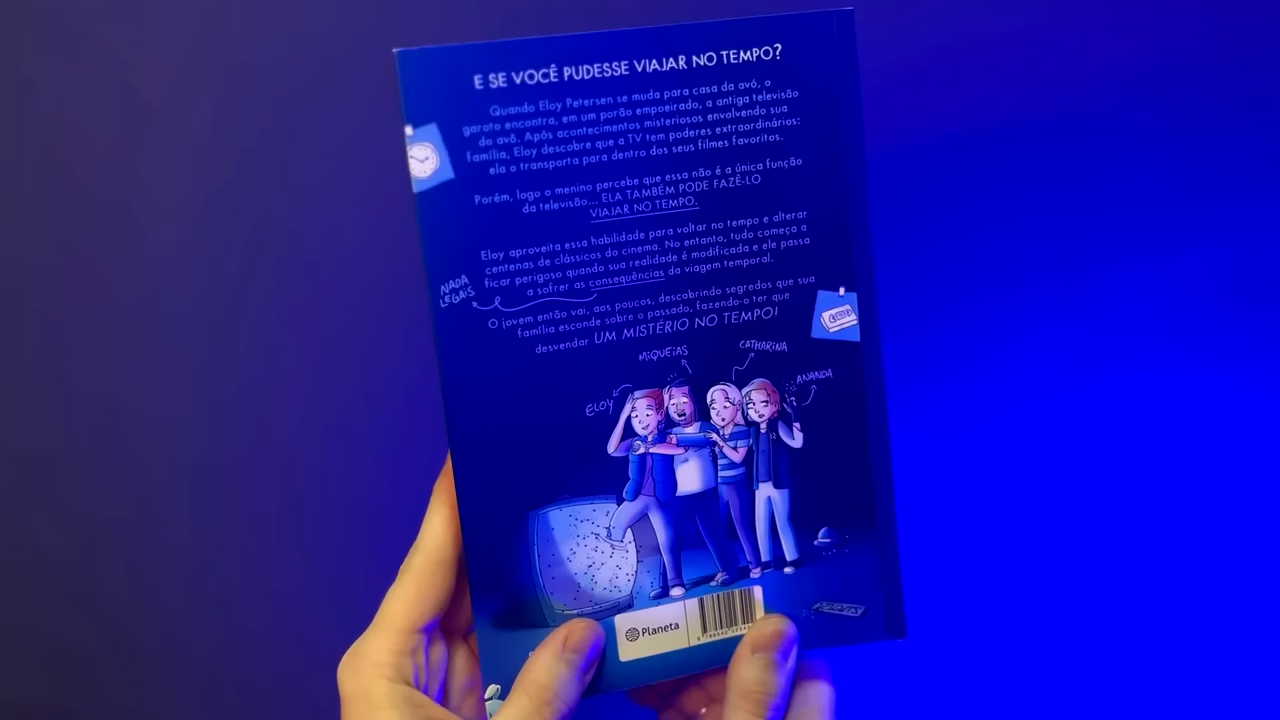 E SE VOCÊ PUDESSE VIAJAR NO TEMPO?
Quando Eloy Petersen se muda para casa da avó, o
garoto encontra, em um porão empoeirado, a antiga televisão
do avô. Após acontecimentos misteriosos envolvendo sua
família, Eloy descobre que a TV tem poderes extraordinários:
ela o transporta para dentro dos seus filmes favoritos.
Porém, logo o menino percebe que essa não é a única função
da televisão... ELA TAMBÉM PODE FAZÊ-LO
VIAJAR NO TEMPO.
Eloy aproveita essa habilidade para voltar no tempo e alterar
centenas de clássicos do cinema. No entanto, tudo começa a
ficar perigoso quando sua realidade é modificada e ele passa
a sofrer as consequências da viagem temporal.
NADA
LEGAIS
O jovem então vai, aos poucos, descobrindo segredos que sua
família esconde sobre o passado, fazendo-o ter que
desvendar UM MISTÉRIO NO TEMPO!
MIQUEIAS
CATHARINA
ELOY
ANANDA
Planeta